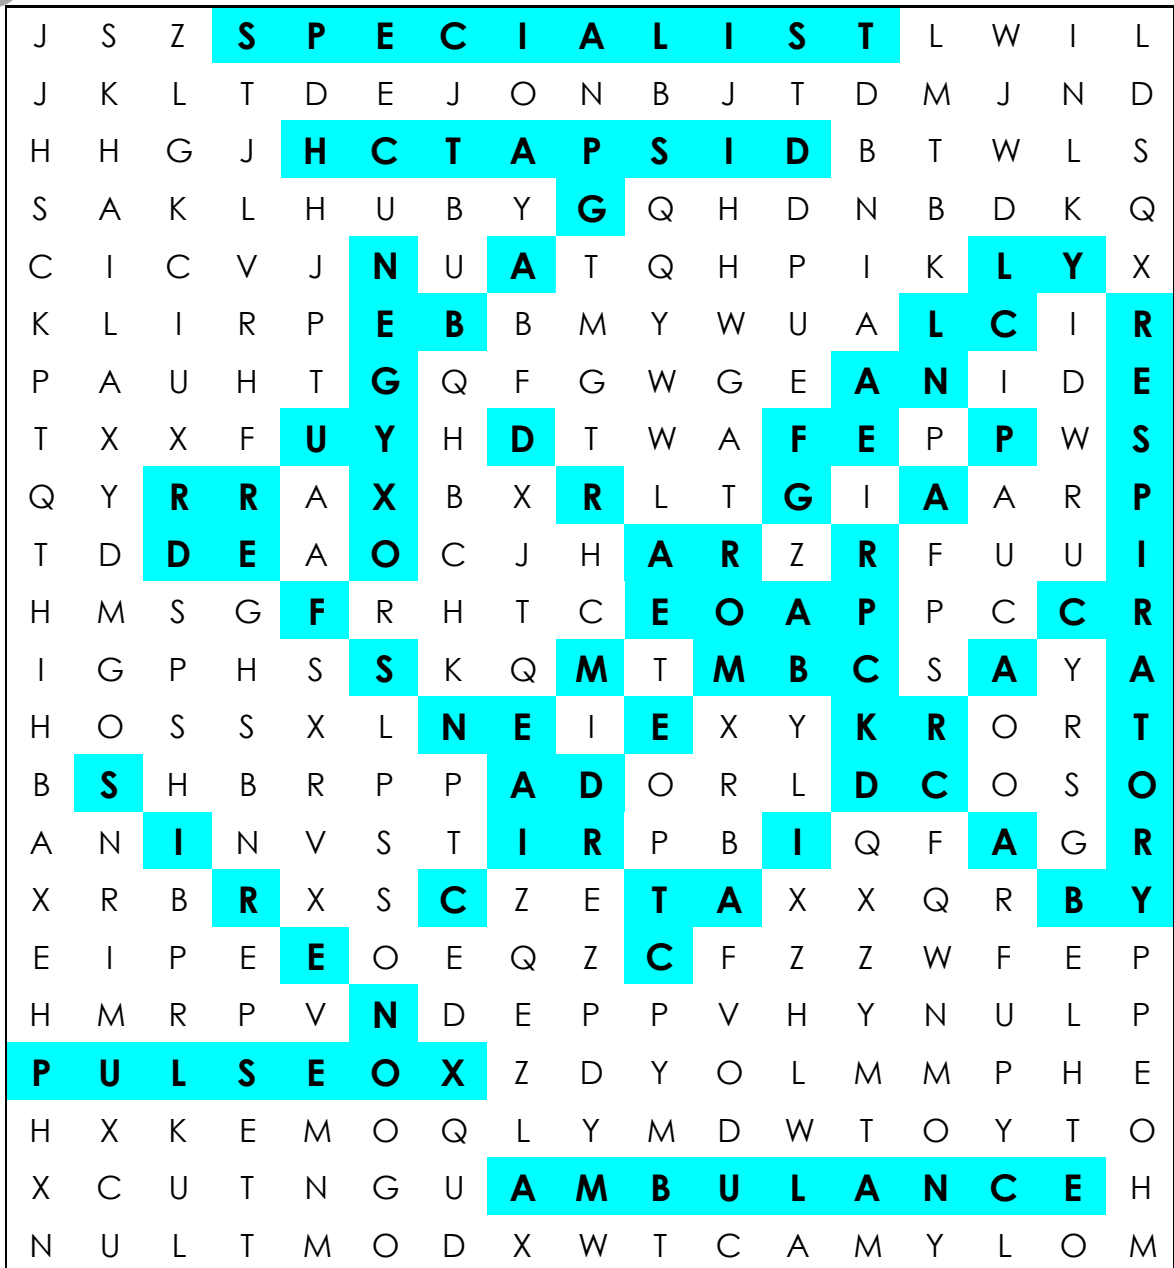 J S Z S P E C I A L I S T L W I L
J K L T D E J O N B J T D M J N D
H H G J H C T A P S I D B T W L S
S A K L H U B Y G Q H D N B D K Q
C I C V J N U A T Q H P I K L Y X
K L I R P E B B M Y W U A L C I R
P A U H T G Q F G W G E A N I D E
T X X F U Y H D T W A F E P P W S
Q Y R R A X B X R L T G I A A R P
T D D E A O C J H A R Z R F U U I
H M S G F R H T C E O A P P C C R
I G P H S S K Q M T M B C S A Y A
H O S S X L N E I E X Y K R O R T
B S H B R P P A D O R L D C O S O
A N I N V S T I R P B I Q F A G R
X R B R X S C Z E T A X X Q R B Y
E I P E E O E Q Z C F Z Z W F E P
H M R P V N D E P P V H Y N U L P
P U L S E O X Z D Y O L M M P H E
H X K E M O Q L Y M D W T O Y T O
X C U T N G U A M B U L A N C E H
N U L T M O D X W T C A M Y L O M